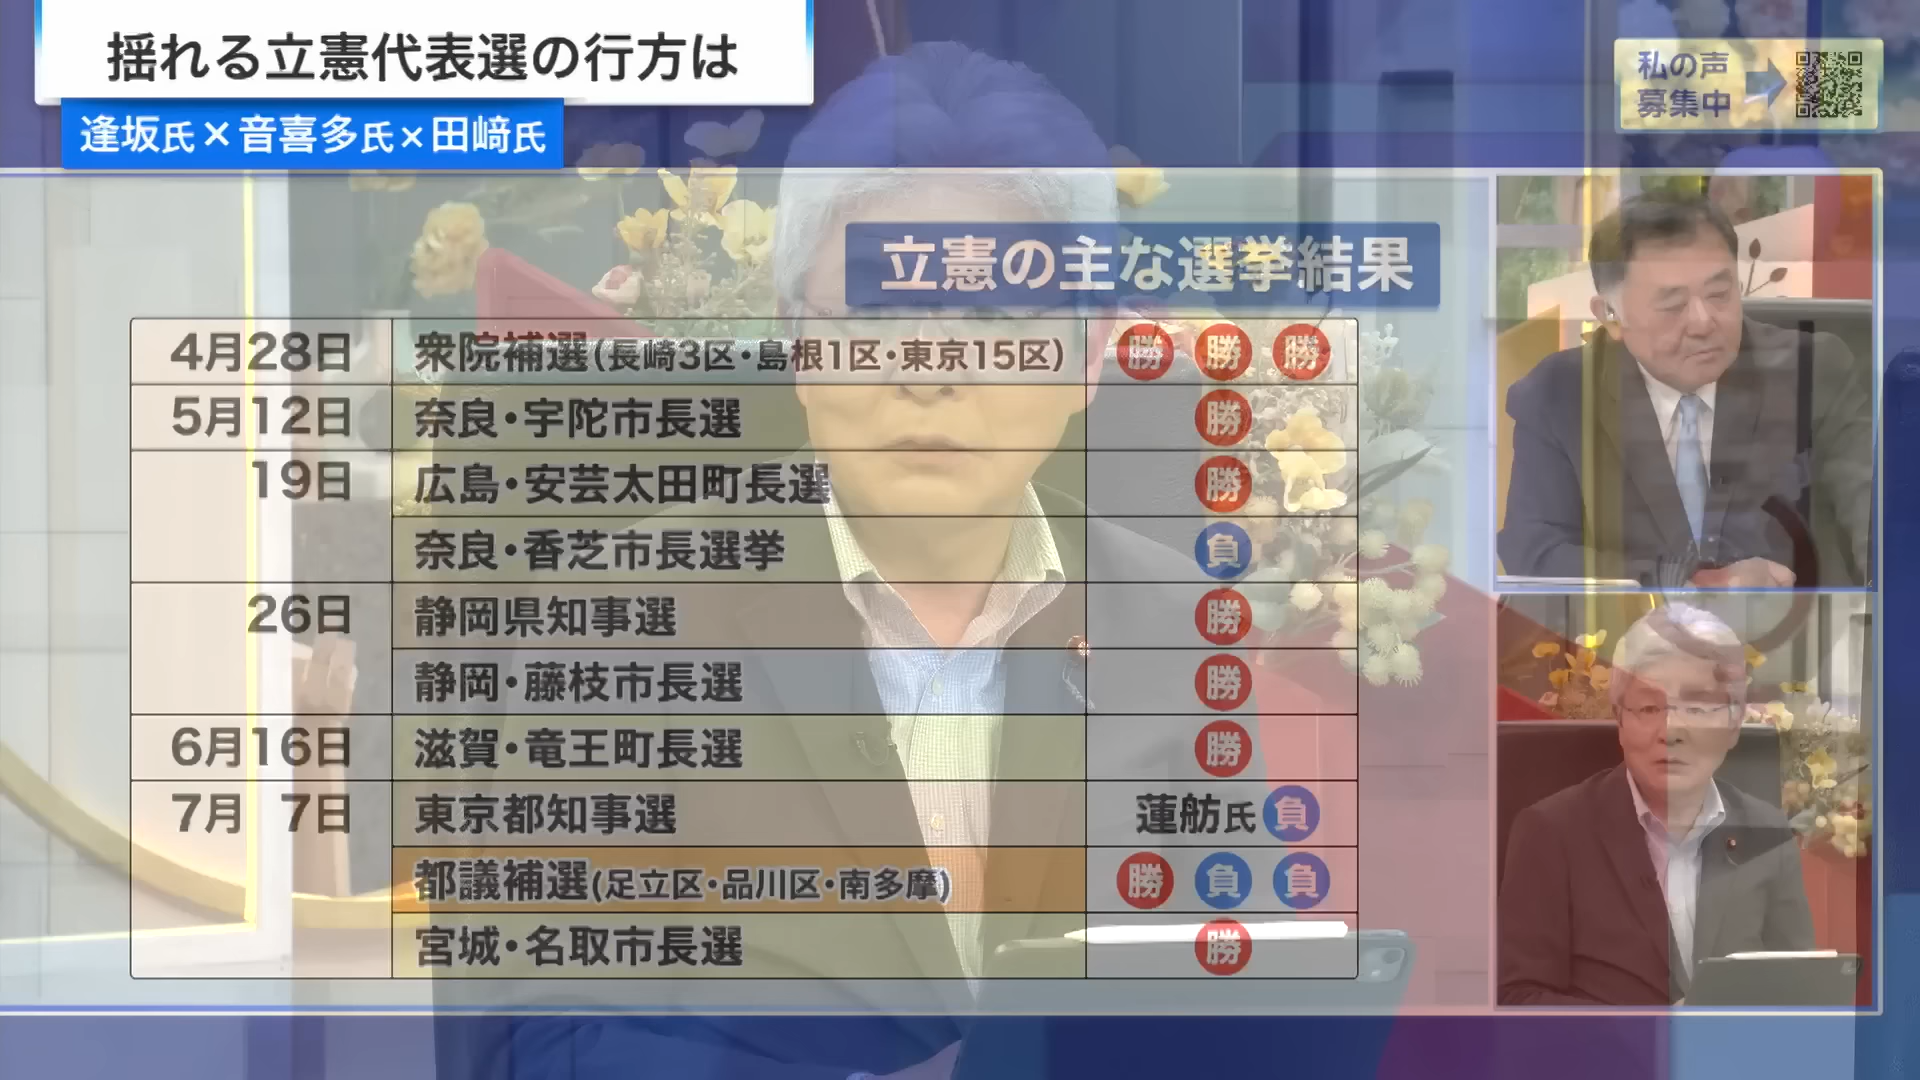 揺れる立憲代表選の行方は
逢坂氏×音喜多氏×田﨑氏
私の声
募集中
立憲の主な選挙結果
4月28日 衆院補選(長崎3区・島根1区・東京15区) 勝 勝 勝
5月12日 奈良・宇陀市長選 勝
19日 広島・安芸太田町長選 勝
奈良・香芝市長選挙 負
26日 静岡県知事選 勝
静岡・藤枝市長選 勝
6月16日 滋賀・竜王町長選 勝
7月 7日 東京都知事選 蓮舫氏 負
都議補選(足立区・品川区・南多摩) 勝 負 負
宮城・名取市長選 勝